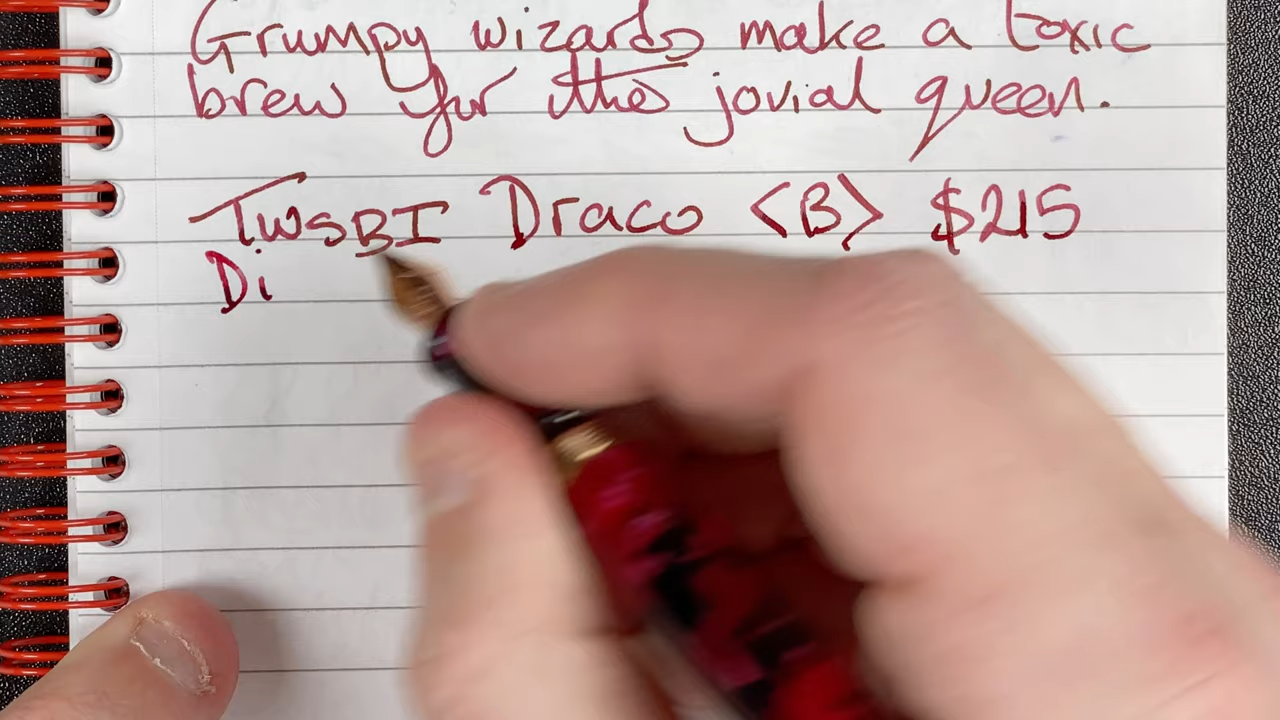 Grumpy wizards make a toxic
brew for the jovial queen.
TWSBI Draco <B> $215
Di